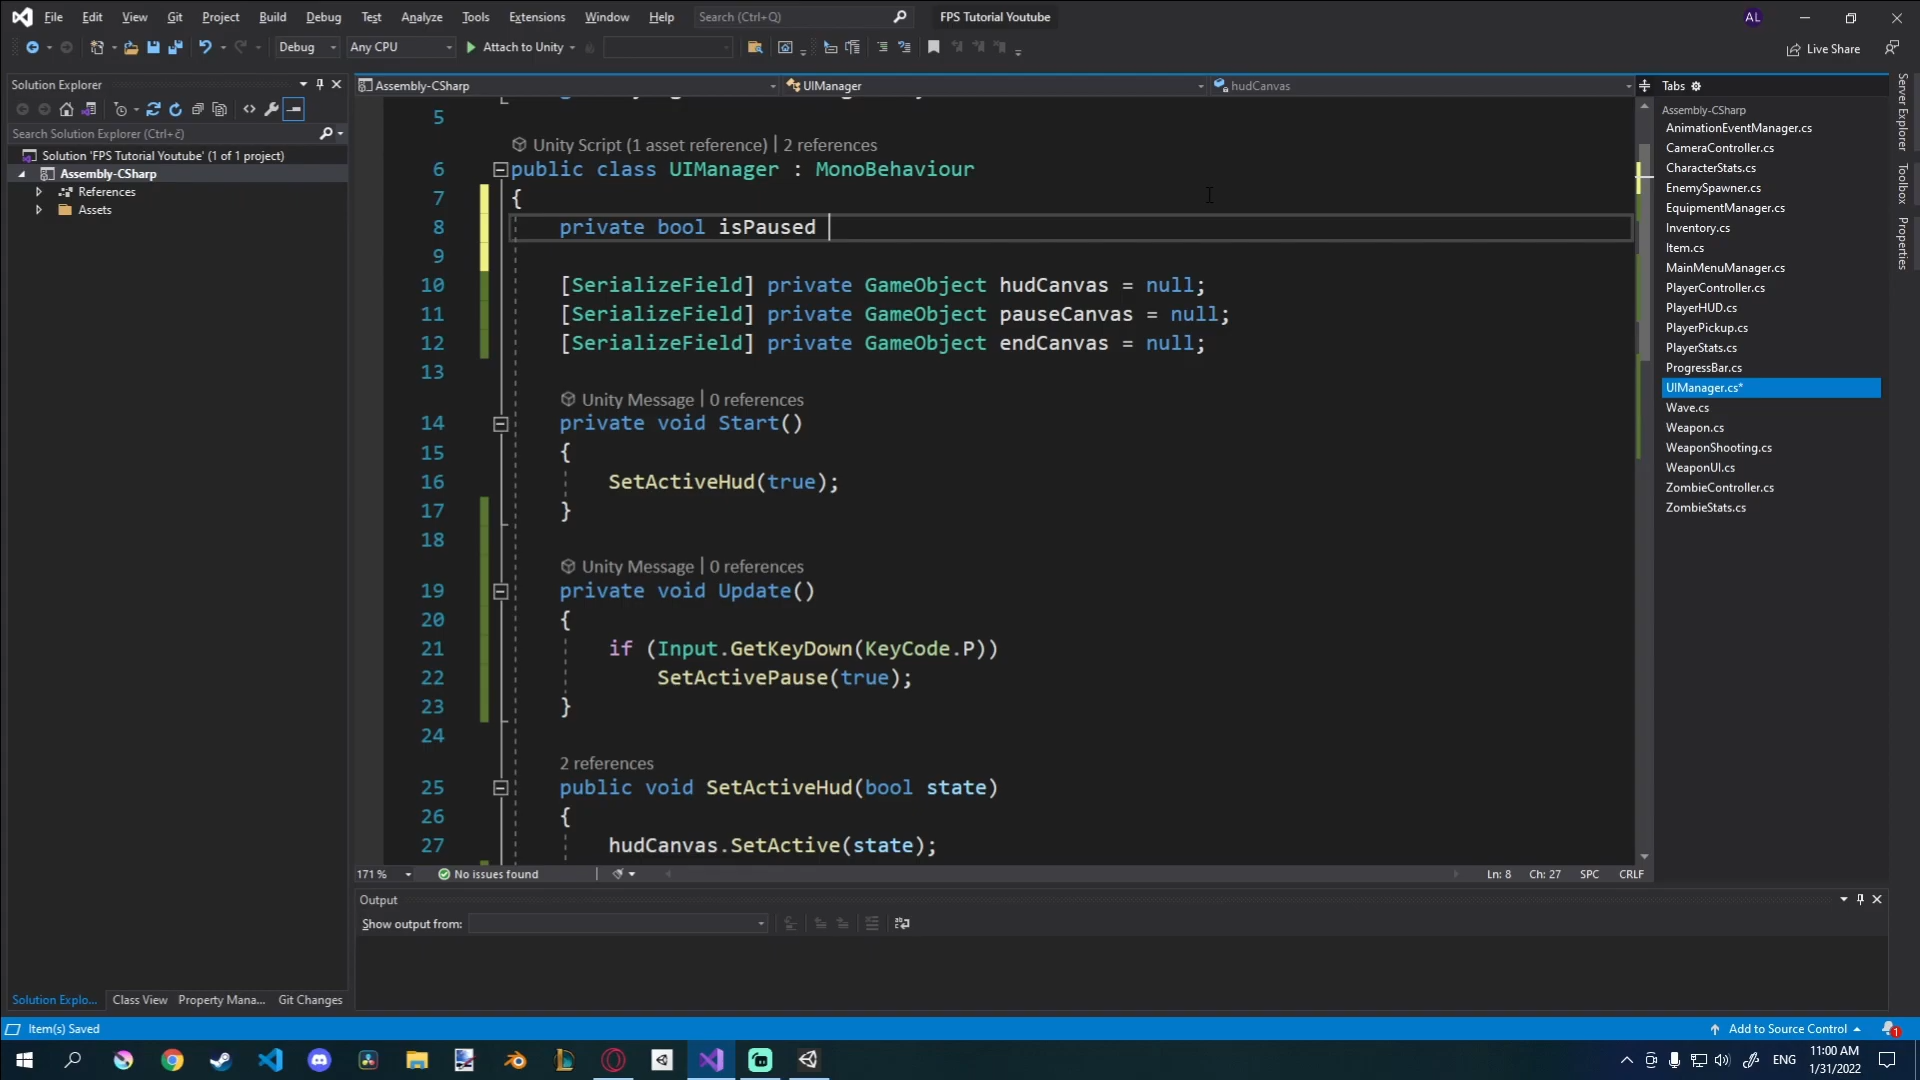 File Edit View Git Project Build Debug Test Analyze Tools Extensions Window Help Search (Ctrl+Q) FPS Tutorial Youtube AL
Debug Any CPU Attach to Unity Live Share
Solution Explorer
Search Solution Explorer (Ctrl+č)
Solution 'FPS Tutorial Youtube' (1 of 1 project)
Assembly-CSharp
References
Assets
Solution Explo... Class View Property Mana... Git Changes
Assembly-CSharp UIManager hudCanvas
5
Unity Script (1 asset reference) | 2 references
6 public class UIManager : MonoBehaviour
7 {
8 private bool isPaused
9
10 [SerializeField] private GameObject hudCanvas = null;
11 [SerializeField] private GameObject pauseCanvas = null;
12 [SerializeField] private GameObject endCanvas = null;
13
Unity Message | 0 references
14 private void Start()
15 {
16 SetActiveHud(true);
17 }
18
Unity Message | 0 references
19 private void Update()
20 {
21 if (Input.GetKeyDown(KeyCode.P))
22 SetActivePause(true);
23 }
24
2 references
25 public void SetActiveHud(bool state)
26 {
27 hudCanvas.SetActive(state);
171 % No issues found Ln: 8 Ch: 27 SPC CRLF
Output
Show output from:
Tabs
Assembly-CSharp
AnimationEventManager.cs
CameraController.cs
CharacterStats.cs
EnemySpawner.cs
EquipmentManager.cs
Inventory.cs
Item.cs
MainMenuManager.cs
PlayerController.cs
PlayerHUD.cs
PlayerPickup.cs
PlayerStats.cs
ProgressBar.cs
UIManager.cs*
Wave.cs
Weapon.cs
WeaponShooting.cs
WeaponUI.cs
ZombieController.cs
ZombieStats.cs
Server Explorer
Toolbox
Properties
Item(s) Saved Add to Source Control 1
ENG 11:00 AM
1/31/2022